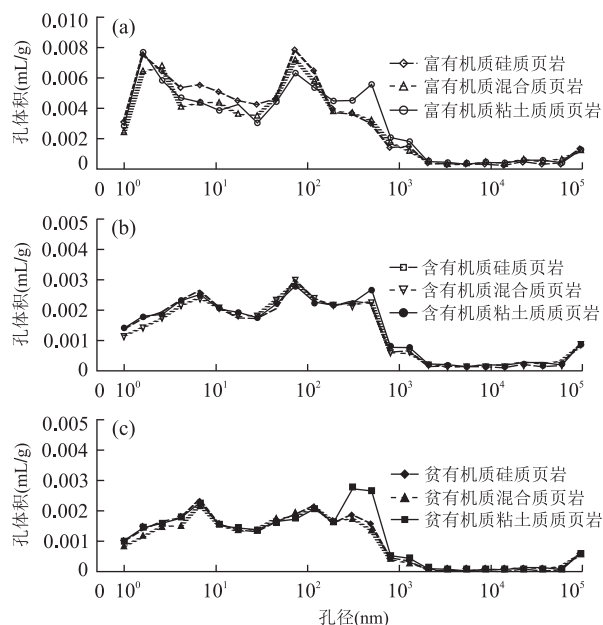 (a)
孔体积(mL/g)
0.010
0.008
0.006
0.004
0.002
0
富有机质硅质页岩
富有机质混合质页岩
富有机质粘土质质页岩
0 10⁰ 10¹ 10² 10³ 10⁴ 10⁵
(b)
孔体积(mL/g)
0.005
0.004
0.003
0.002
0.001
0
含有机质硅质页岩
含有机质混合质页岩
含有机质粘土质质页岩
0 10⁰ 10¹ 10² 10³ 10⁴ 10⁵
(c)
孔体积(mL/g)
0.005
0.004
0.003
0.002
0.001
0
贫有机质硅质页岩
贫有机质混合质页岩
贫有机质粘土质质页岩
0 10⁰ 10¹ 10² 10³ 10⁴ 10⁵
孔径(nm)